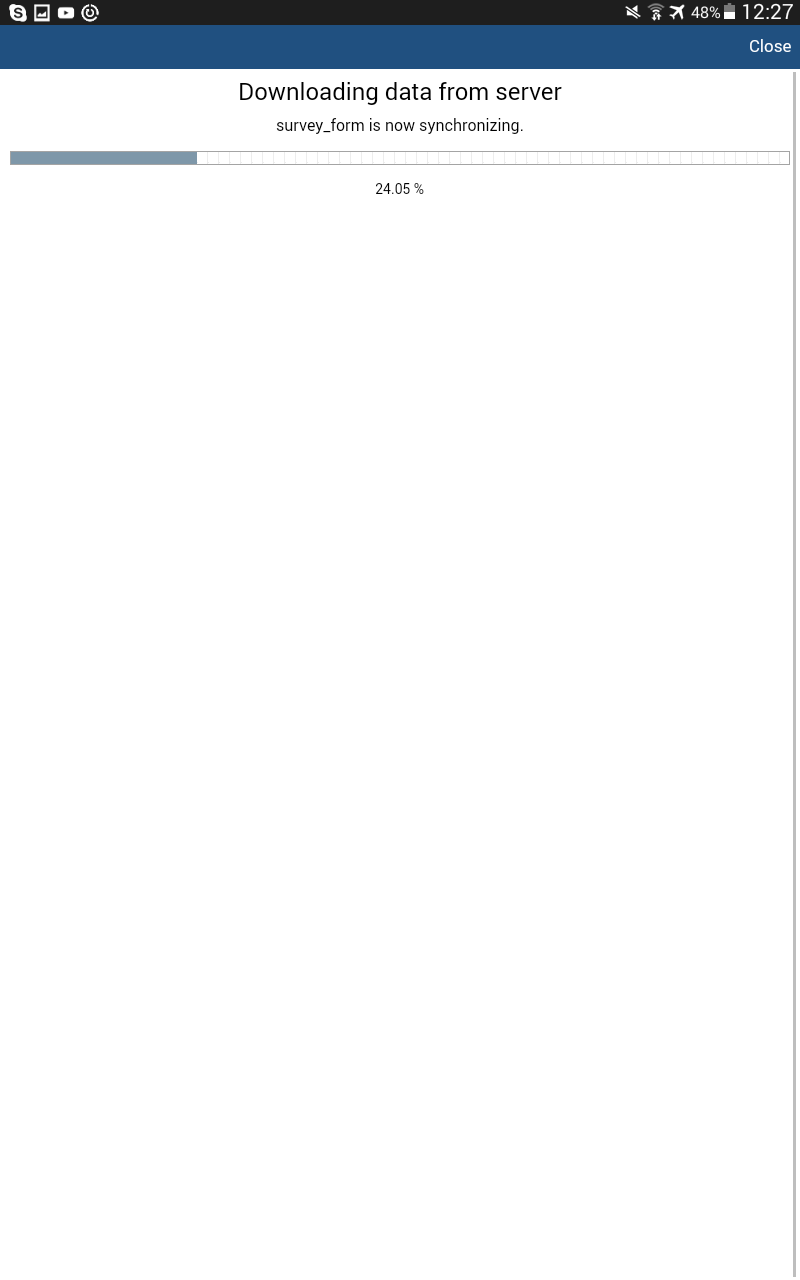 48% 12:27
Close
Downloading data from server
survey_form is now synchronizing.
24.05 %